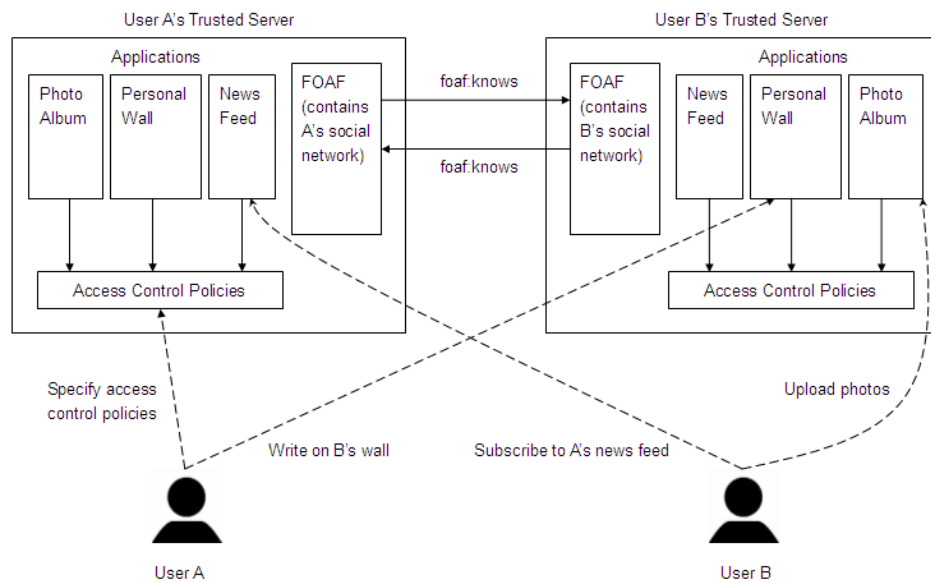 User A's Trusted Server
User B's Trusted Server
Applications
Photo
Album
Personal
Wall
News
Feed
FOAF
(contains
A's social
network)
Access Control Policies
foaf:knows
foaf:knows
Applications
FOAF
(contains
B's social
network)
News
Feed
Personal
Wall
Photo
Album
Access Control Policies
Specify access
control policies
Write on B's wall
Subscribe to A's news feed
Upload photos
User A
User B